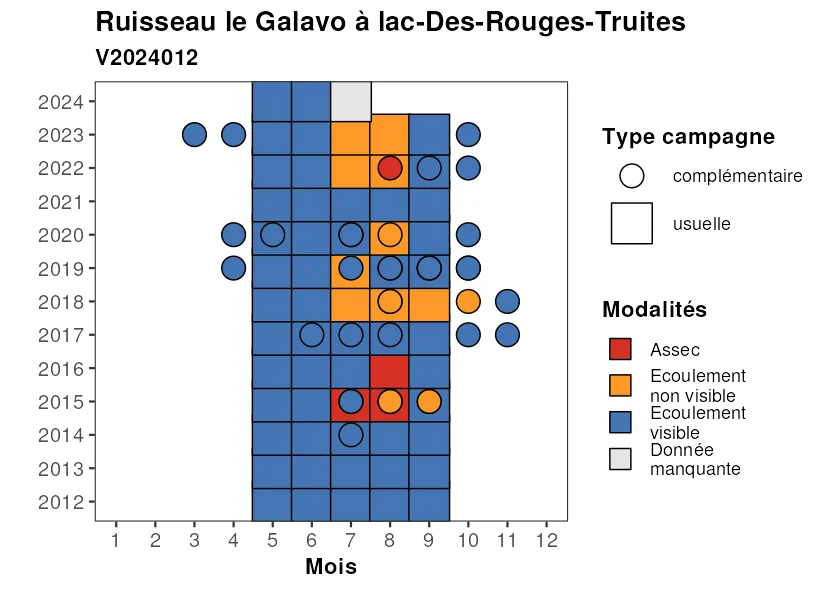 Ruisseau le Galavo à lac-Des-Rouges-Truites
V2024012
2024
2023
2022
2021
2020
2019
2018
2017
2016
2015
2014
2013
2012
1 2 3 4 5 6 7 8 9 10 11 12
Mois
Type campagne
complémentaire
usuelle
Modalités
Assec
Ecoulement
non visible
Ecoulement
visible
Donnée
manquante